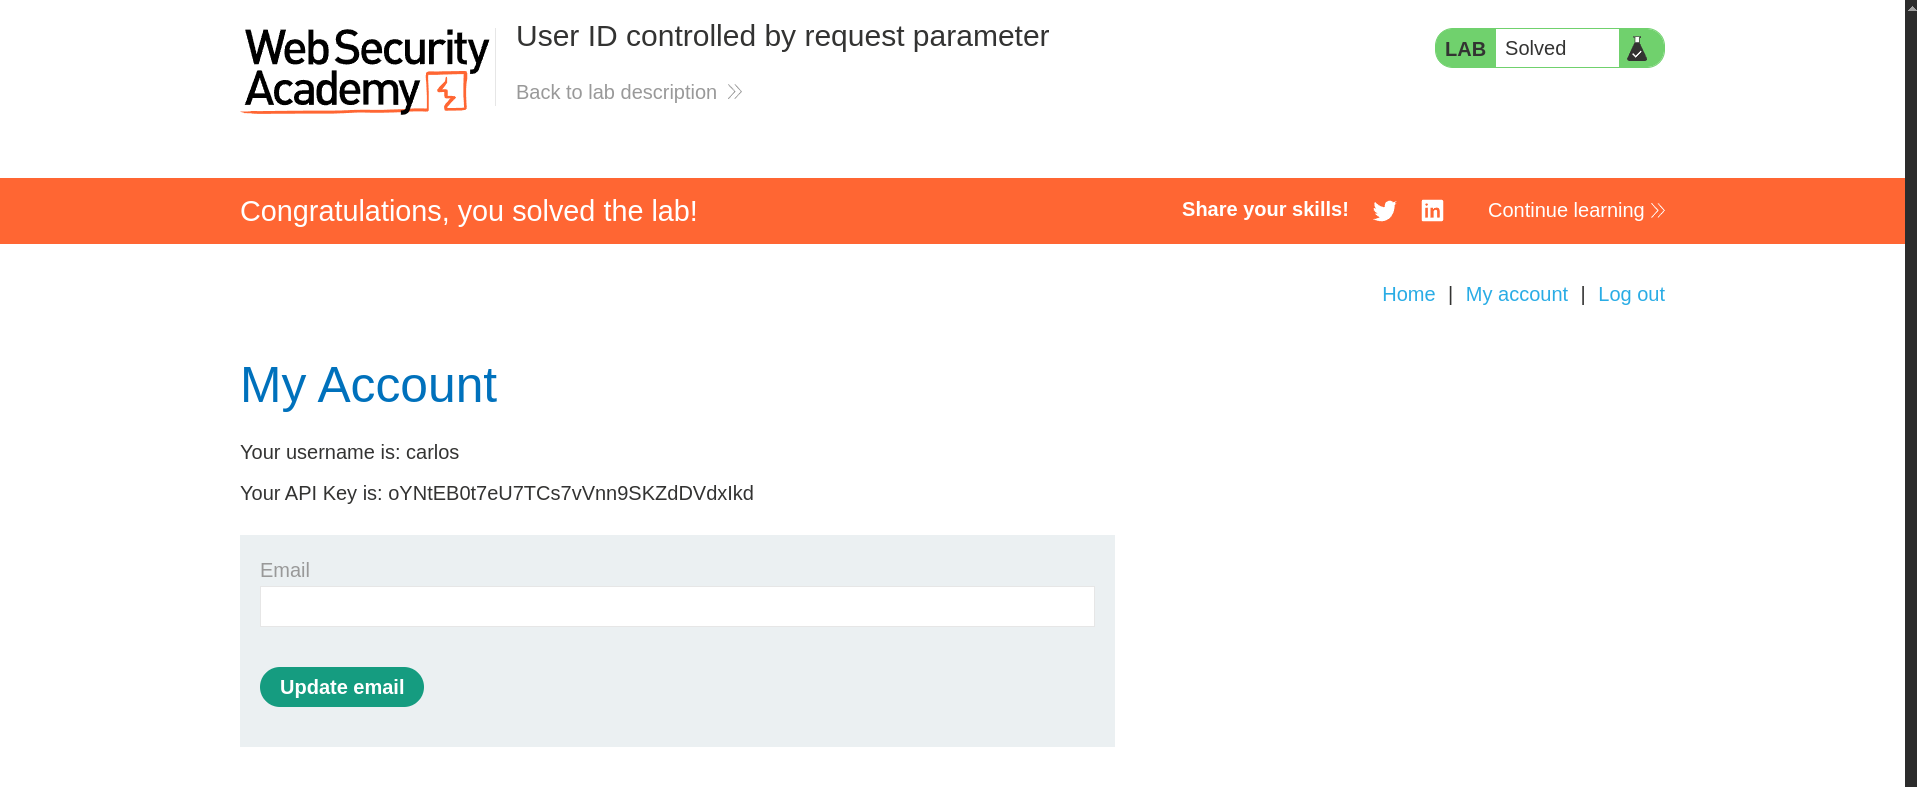 Web Security
Academy
User ID controlled by request parameter
Back to lab description
LAB Solved
Congratulations, you solved the lab!
Share your skills!
Continue learning
Home | My account | Log out
My Account
Your username is: carlos
Your API Key is: oYNtEB0t7eU7TCs7vVnn9SKZdDVdxIkd
Email
Update email